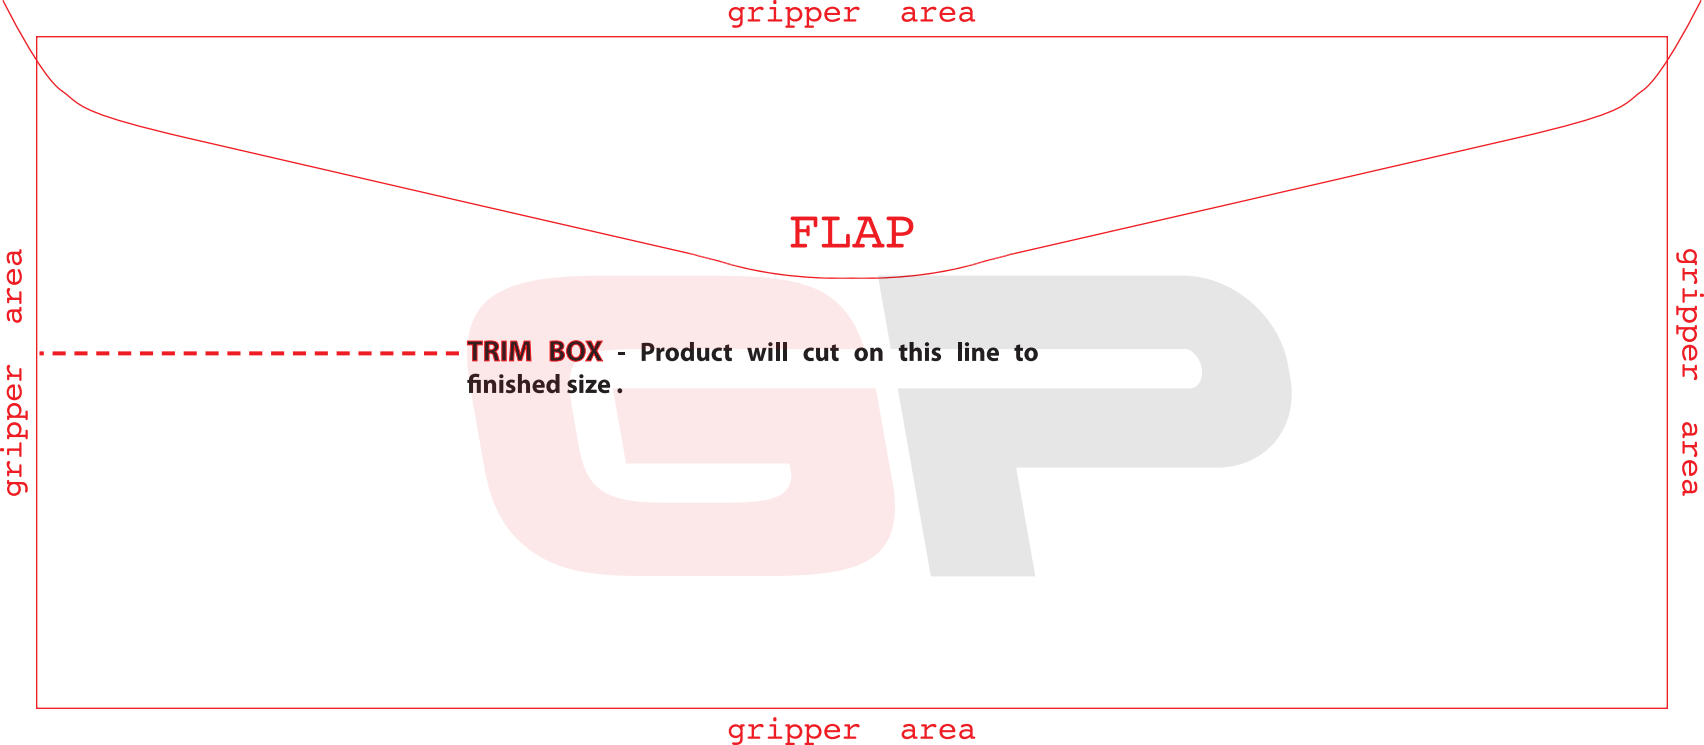 gripper area
FLAP
gripper area
gripper area
TRIM BOX - Product will cut on this line to
finished size .
GP
gripper area